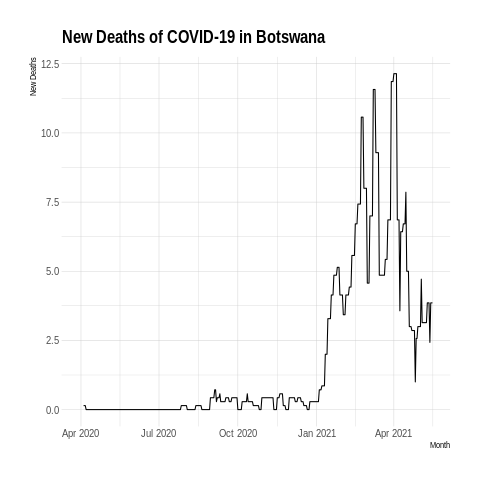 New Deaths of COVID-19 in Botswana
New Deaths
12.5
10.0
7.5
5.0
2.5
0.0
Apr 2020 Jul 2020 Oct 2020 Jan 2021 Apr 2021
Month